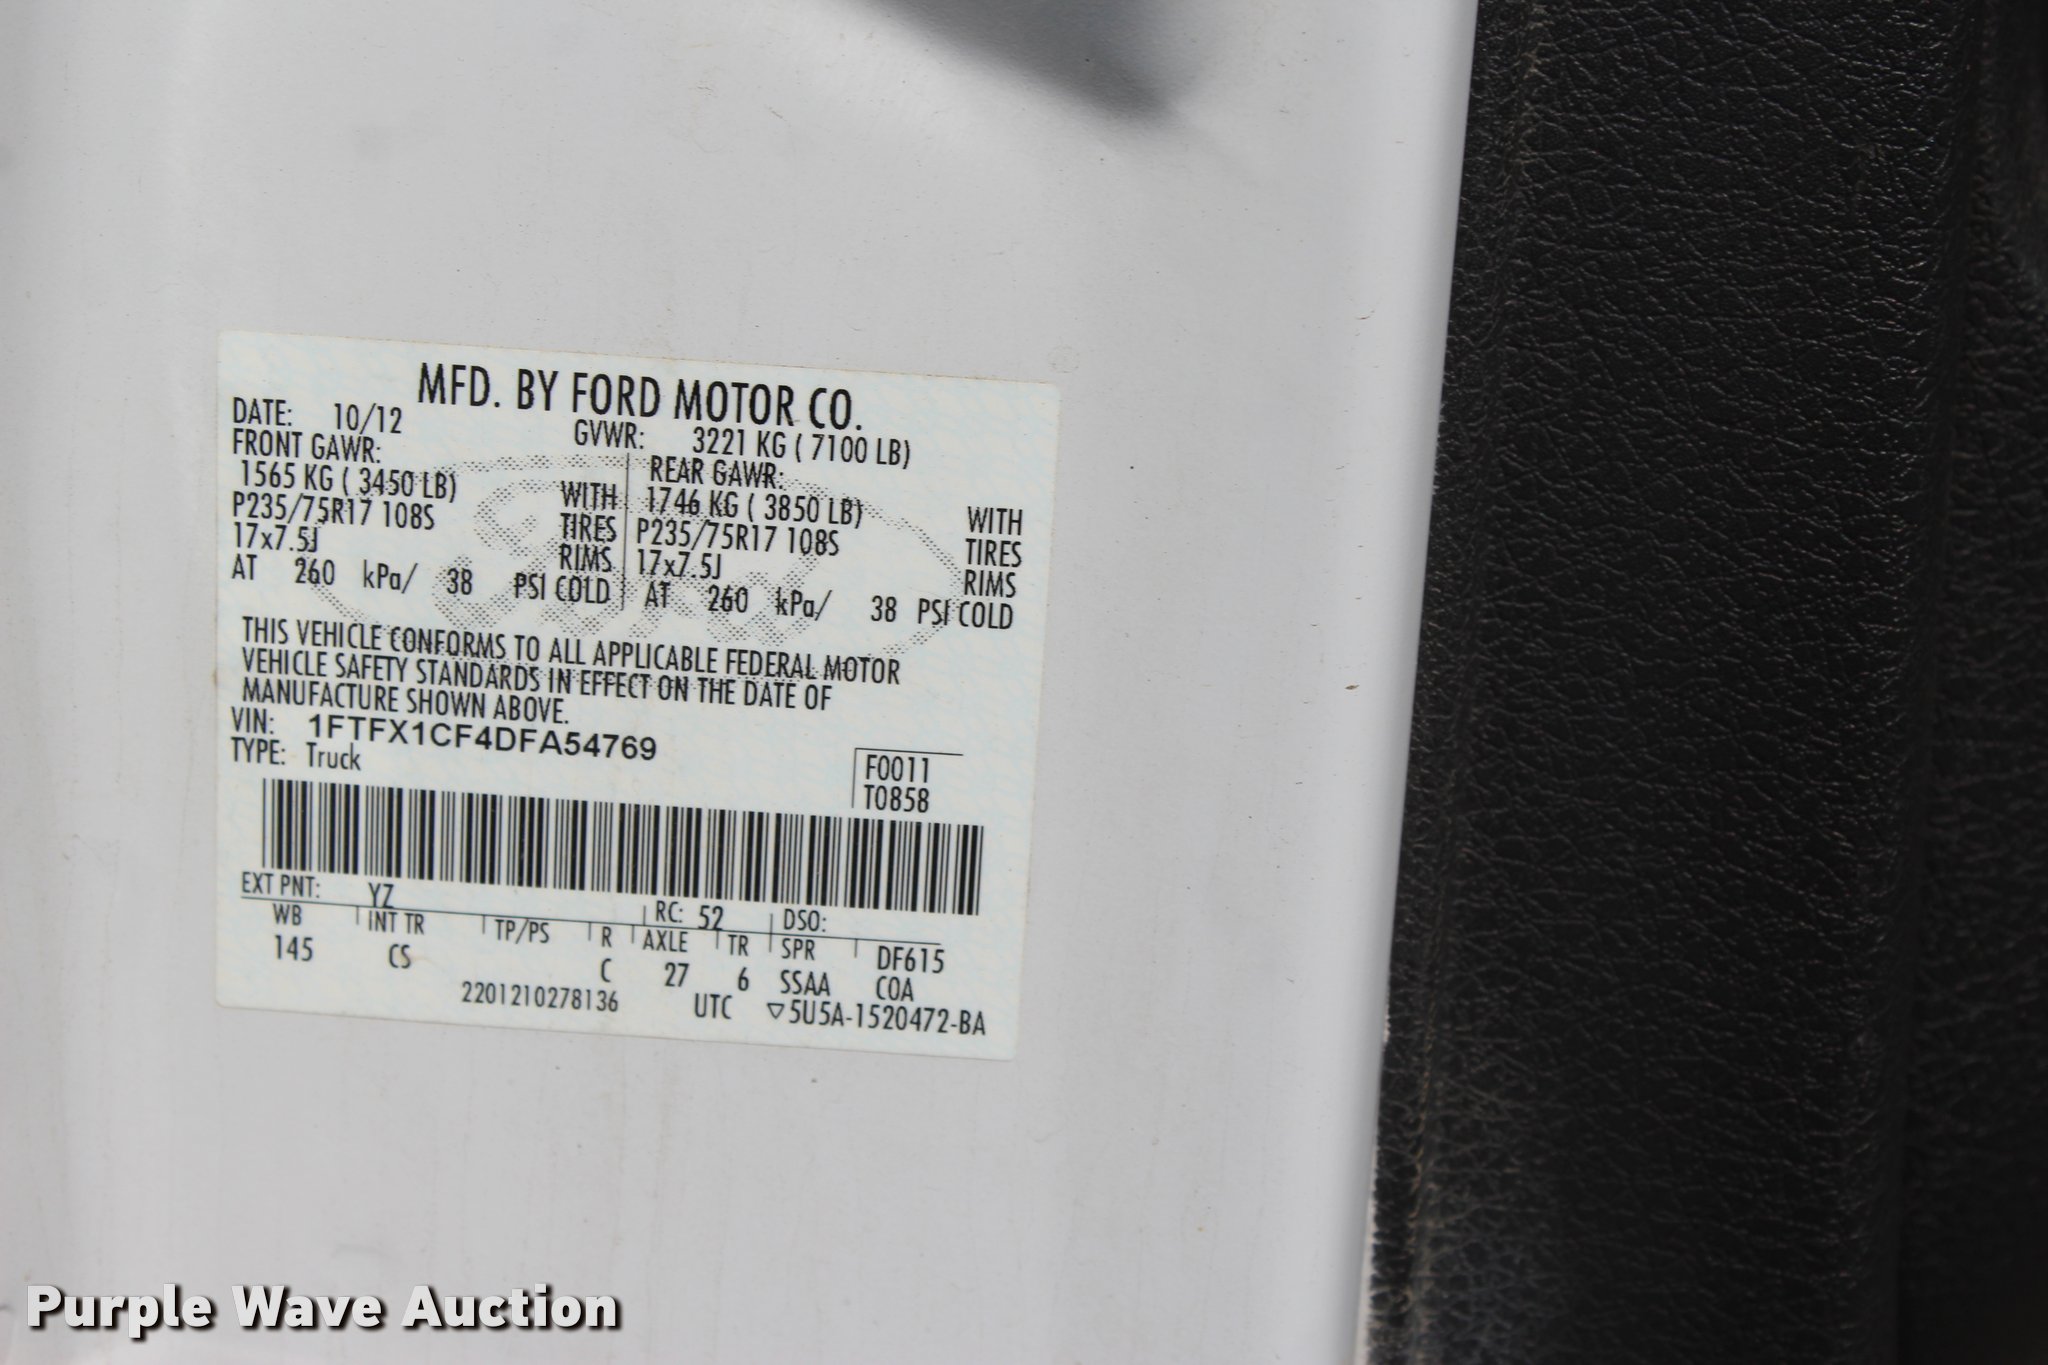 MFD. BY FORD MOTOR CO.
DATE: 10/12 GVWR: 3221 KG ( 7100 LB)
FRONT GAWR: REAR GAWR:
1565 KG ( 3450 LB) WITH 1746 KG ( 3850 LB) WITH
P235/75R17 108S TIRES P235/75R17 108S TIRES
17x7.5J RIMS 17x7.5J RIMS
AT 260 kPa/ 38 PSI COLD AT 260 kPa/ 38 PSI COLD
THIS VEHICLE CONFORMS TO ALL APPLICABLE FEDERAL MOTOR
VEHICLE SAFETY STANDARDS IN EFFECT ON THE DATE OF
MANUFACTURE SHOWN ABOVE.
VIN: 1FTFX1CF4DFA54769
TYPE: Truck
F0011
T0858
EXT PNT: YZ RC: 52 DSO:
WB INT TR TP/PS R AXLE TR SPR DF615
145 CS C 27 6 SSAA COA
2201210278136 UTC ▽5U5A-1520472-BA
Purple Wave Auction